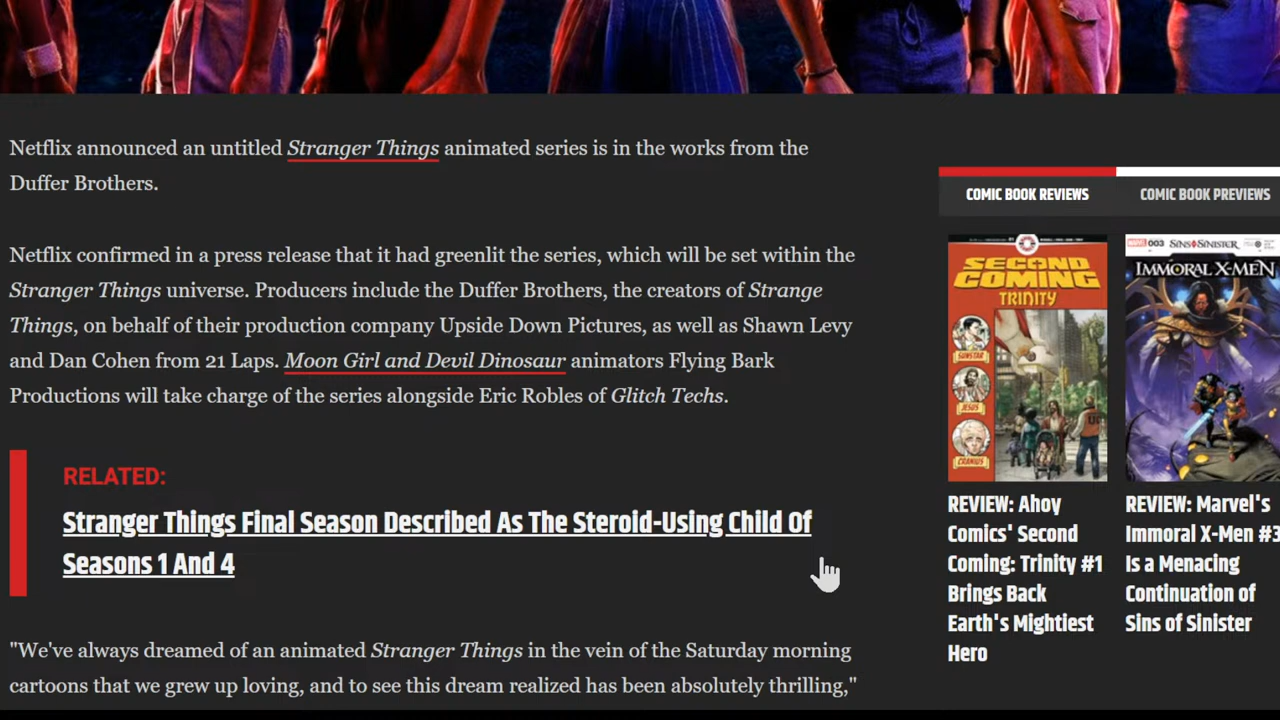 Netflix announced an untitled Stranger Things animated series is in the works from the
Duffer Brothers.
Netflix confirmed in a press release that it had greenlit the series, which will be set within the
Stranger Things universe. Producers include the Duffer Brothers, the creators of Strange
Things, on behalf of their production company Upside Down Pictures, as well as Shawn Levy
and Dan Cohen from 21 Laps. Moon Girl and Devil Dinosaur animators Flying Bark
Productions will take charge of the series alongside Eric Robles of Glitch Techs.
RELATED:
Stranger Things Final Season Described As The Steroid-Using Child Of
Seasons 1 And 4
"We've always dreamed of an animated Stranger Things in the vein of the Saturday morning
cartoons that we grew up loving, and to see this dream realized has been absolutely thrilling,"
COMIC BOOK REVIEWS
COMIC BOOK PREVIEWS
SECOND
COMING
TRINITY
SUNSTAR
JESUS
CRANIUS
REVIEW: Ahoy
Comics' Second
Coming: Trinity #1
Brings Back
Earth's Mightiest
Hero
MARVEL 003 SINS SINISTER
IMMORAL X-MEN
REVIEW: Marvel's
Immoral X-Men #3
Is a Menacing
Continuation of
Sins of Sinister